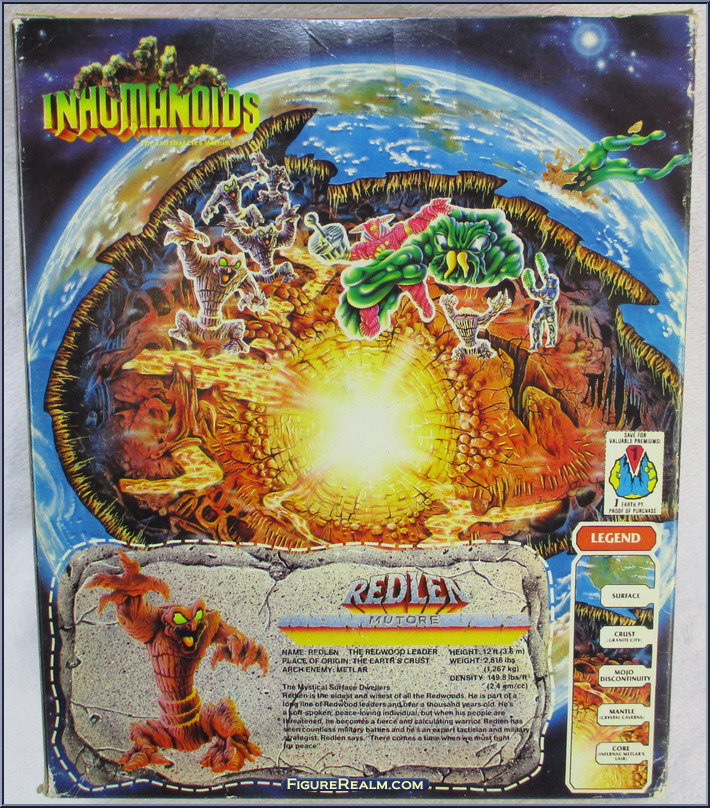 INHUMANOIDS
The Evil that Lies Within
SAVE FOR
VALUABLE PREMIUMS!
1
1 EARTH PT.
PROOF OF PURCHASE
LEGEND
SURFACE
CRUST
(GRANITE CITY)
MOJO
DISCONTINUITY
MANTLE
(CRYSTAL CAVERNS)
CORE
(INFERNAC METLAR'S
LAIR)
REDLEN
MUTORE
NAME: REDLEN THE REDWOOD LEADER
PLACE OF ORIGIN: THE EARTH'S CRUST
ARCH ENEMY: METLAR
HEIGHT: 12 ft (3.6 m)
WEIGHT: 2,816 lbs
(1,267 kg)
DENSITY: 149.8 lbs/ft
(2.4 gm/cc)
The Mystical Surface Dwellers
Redlen is the oldest and wisest of all the Redwoods. He is part of a
long line of Redwood leaders and over a thousand years old. He's
a soft-spoken, peace-loving individual, but when his people are
threatened, he becomes a fierce and calculating warrior. Redlen has
seen countless military battles and he's an expert tactician and military
strategist. Redlen says, "There comes a time when we must fight
for peace"
FIGUREREALM.COM